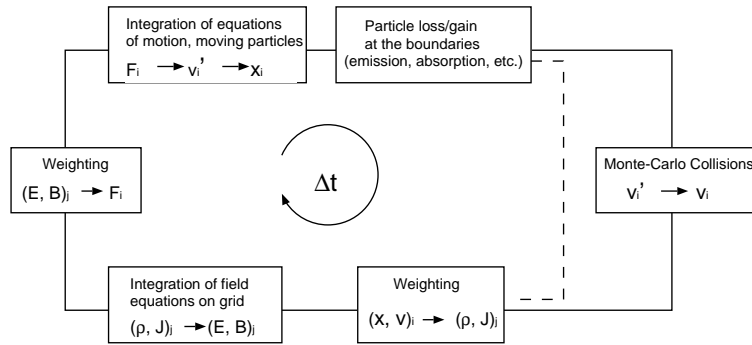 Integration of equations
of motion, moving particles
Fᵢ → vᵢ’ → xᵢ
Particle loss/gain
at the boundaries
(emission, absorption, etc.)
Weighting
(E, B)ⱼ → Fᵢ
Δt
Monte-Carlo Collisions
vᵢ’ → vᵢ
Integration of field
equations on grid
(ρ, J)ⱼ → (E, B)ⱼ
Weighting
(x, v)ᵢ → (ρ, J)ⱼ